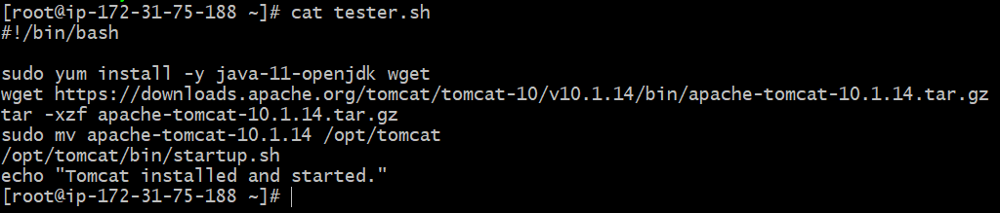 [root@ip-172-31-75-188 ~]# cat tester.sh
#!/bin/bash
sudo yum install -y java-11-openjdk wget
wget https://downloads.apache.org/tomcat/tomcat-10/v10.1.14/bin/apache-tomcat-10.1.14.tar.gz
tar -xzf apache-tomcat-10.1.14.tar.gz
sudo mv apache-tomcat-10.1.14 /opt/tomcat
/opt/tomcat/bin/startup.sh
echo "Tomcat installed and started."
[root@ip-172-31-75-188 ~]#